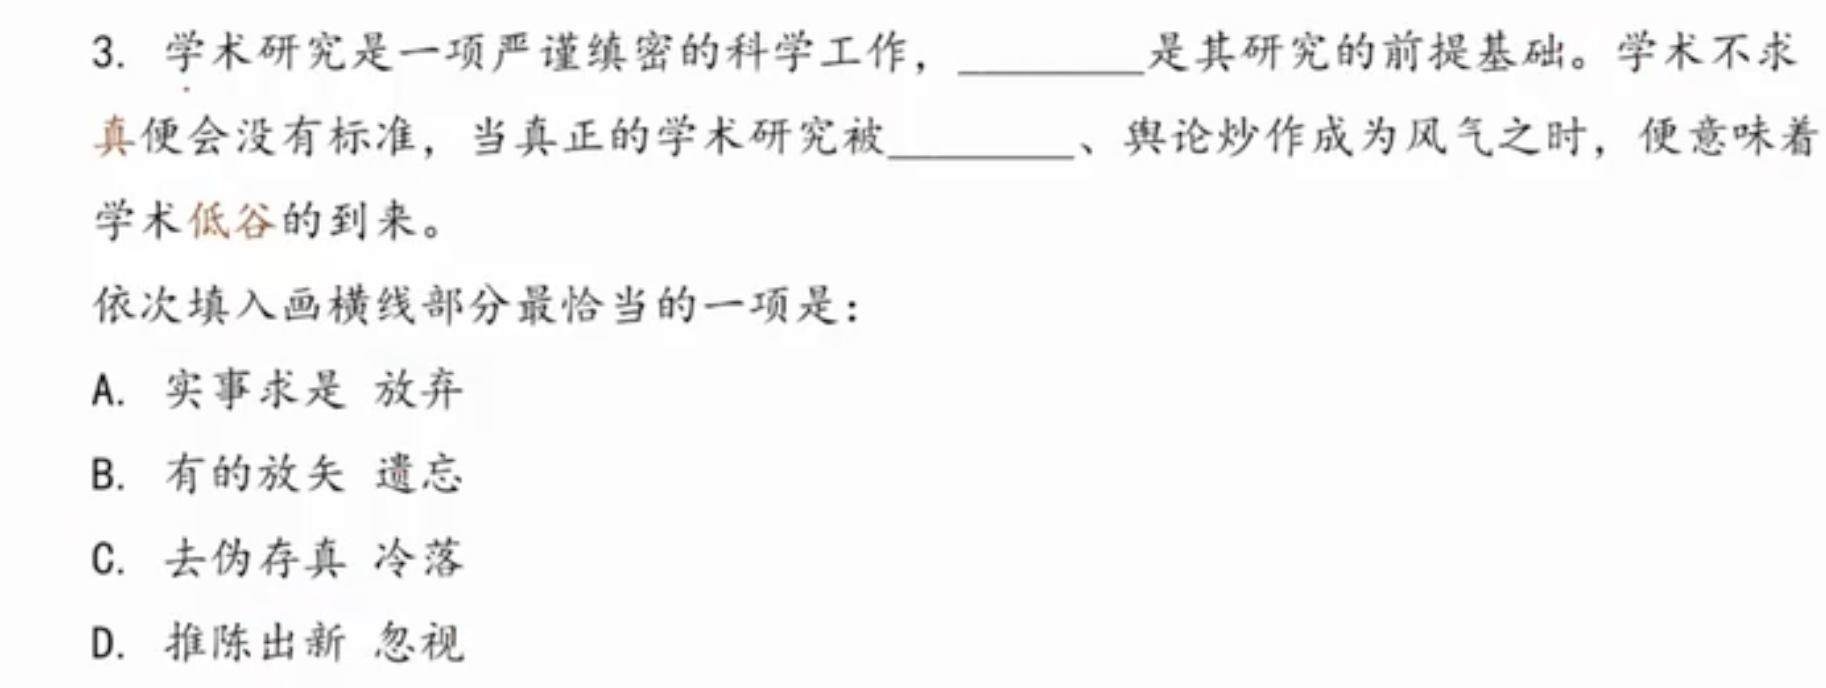 3. 学术研究是一项严谨缜密的科学工作，________是其研究的前提基础。学术不求
真便会没有标准，当真正的学术研究被________、舆论炒作成为风气之时，便意味着
学术低谷的到来。
依次填入画横线部分最恰当的一项是：
A. 实事求是 放弃
B. 有的放矢 遗忘
C. 去伪存真 冷落
D. 推陈出新 忽视